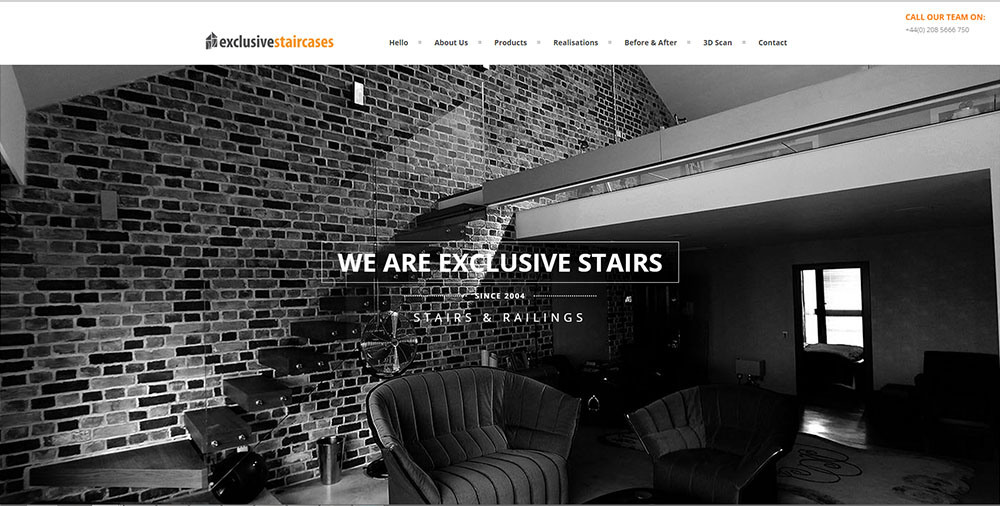 CALL OUR TEAM ON:
+44(0) 208 5666 750
exclusivestaircases
Hello About Us Products Realisations Before & After 3D Scan Contact
WE ARE EXCLUSIVE STAIRS
SINCE 2004
STAIRS & RAILINGS